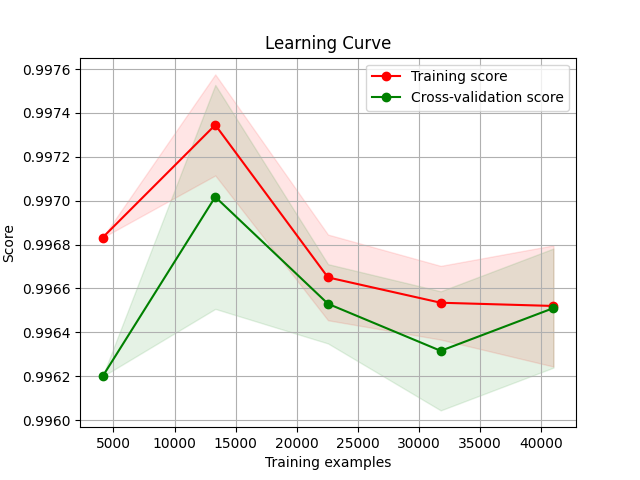 Learning Curve
Training score
Cross-validation score
0.9976
0.9974
0.9972
0.9970
0.9968
0.9966
0.9964
0.9962
0.9960
Score
5000 10000 15000 20000 25000 30000 35000 40000
Training examples